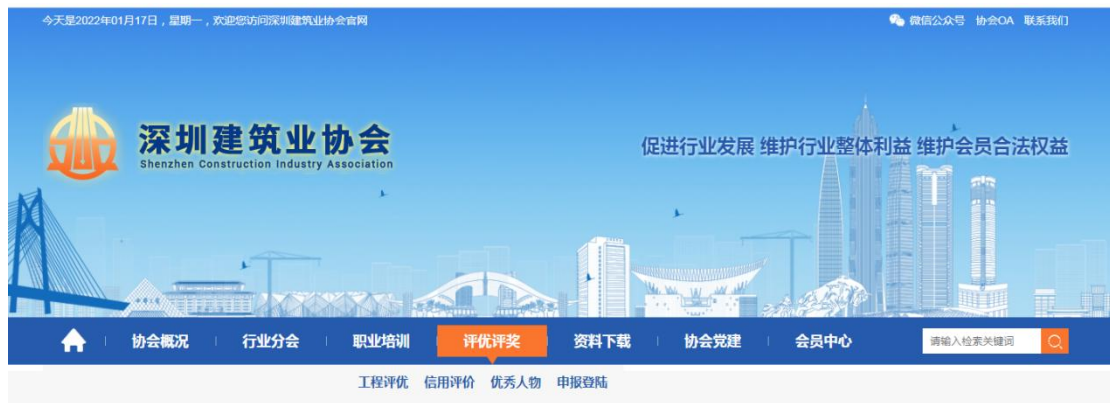 今天是2022年01月17日，星期一，欢迎您访问深圳建筑业协会官网
微信公众号 协会OA 联系我们
深圳建筑业协会
Shenzhen Construction Industry Association
促进行业发展 维护行业整体利益 维护会员合法权益
协会概况 行业分会 职业培训 评优评奖 资料下载 协会党建 会员中心 请输入检索关键词
工程评优 信用评价 优秀人物 申报登陆